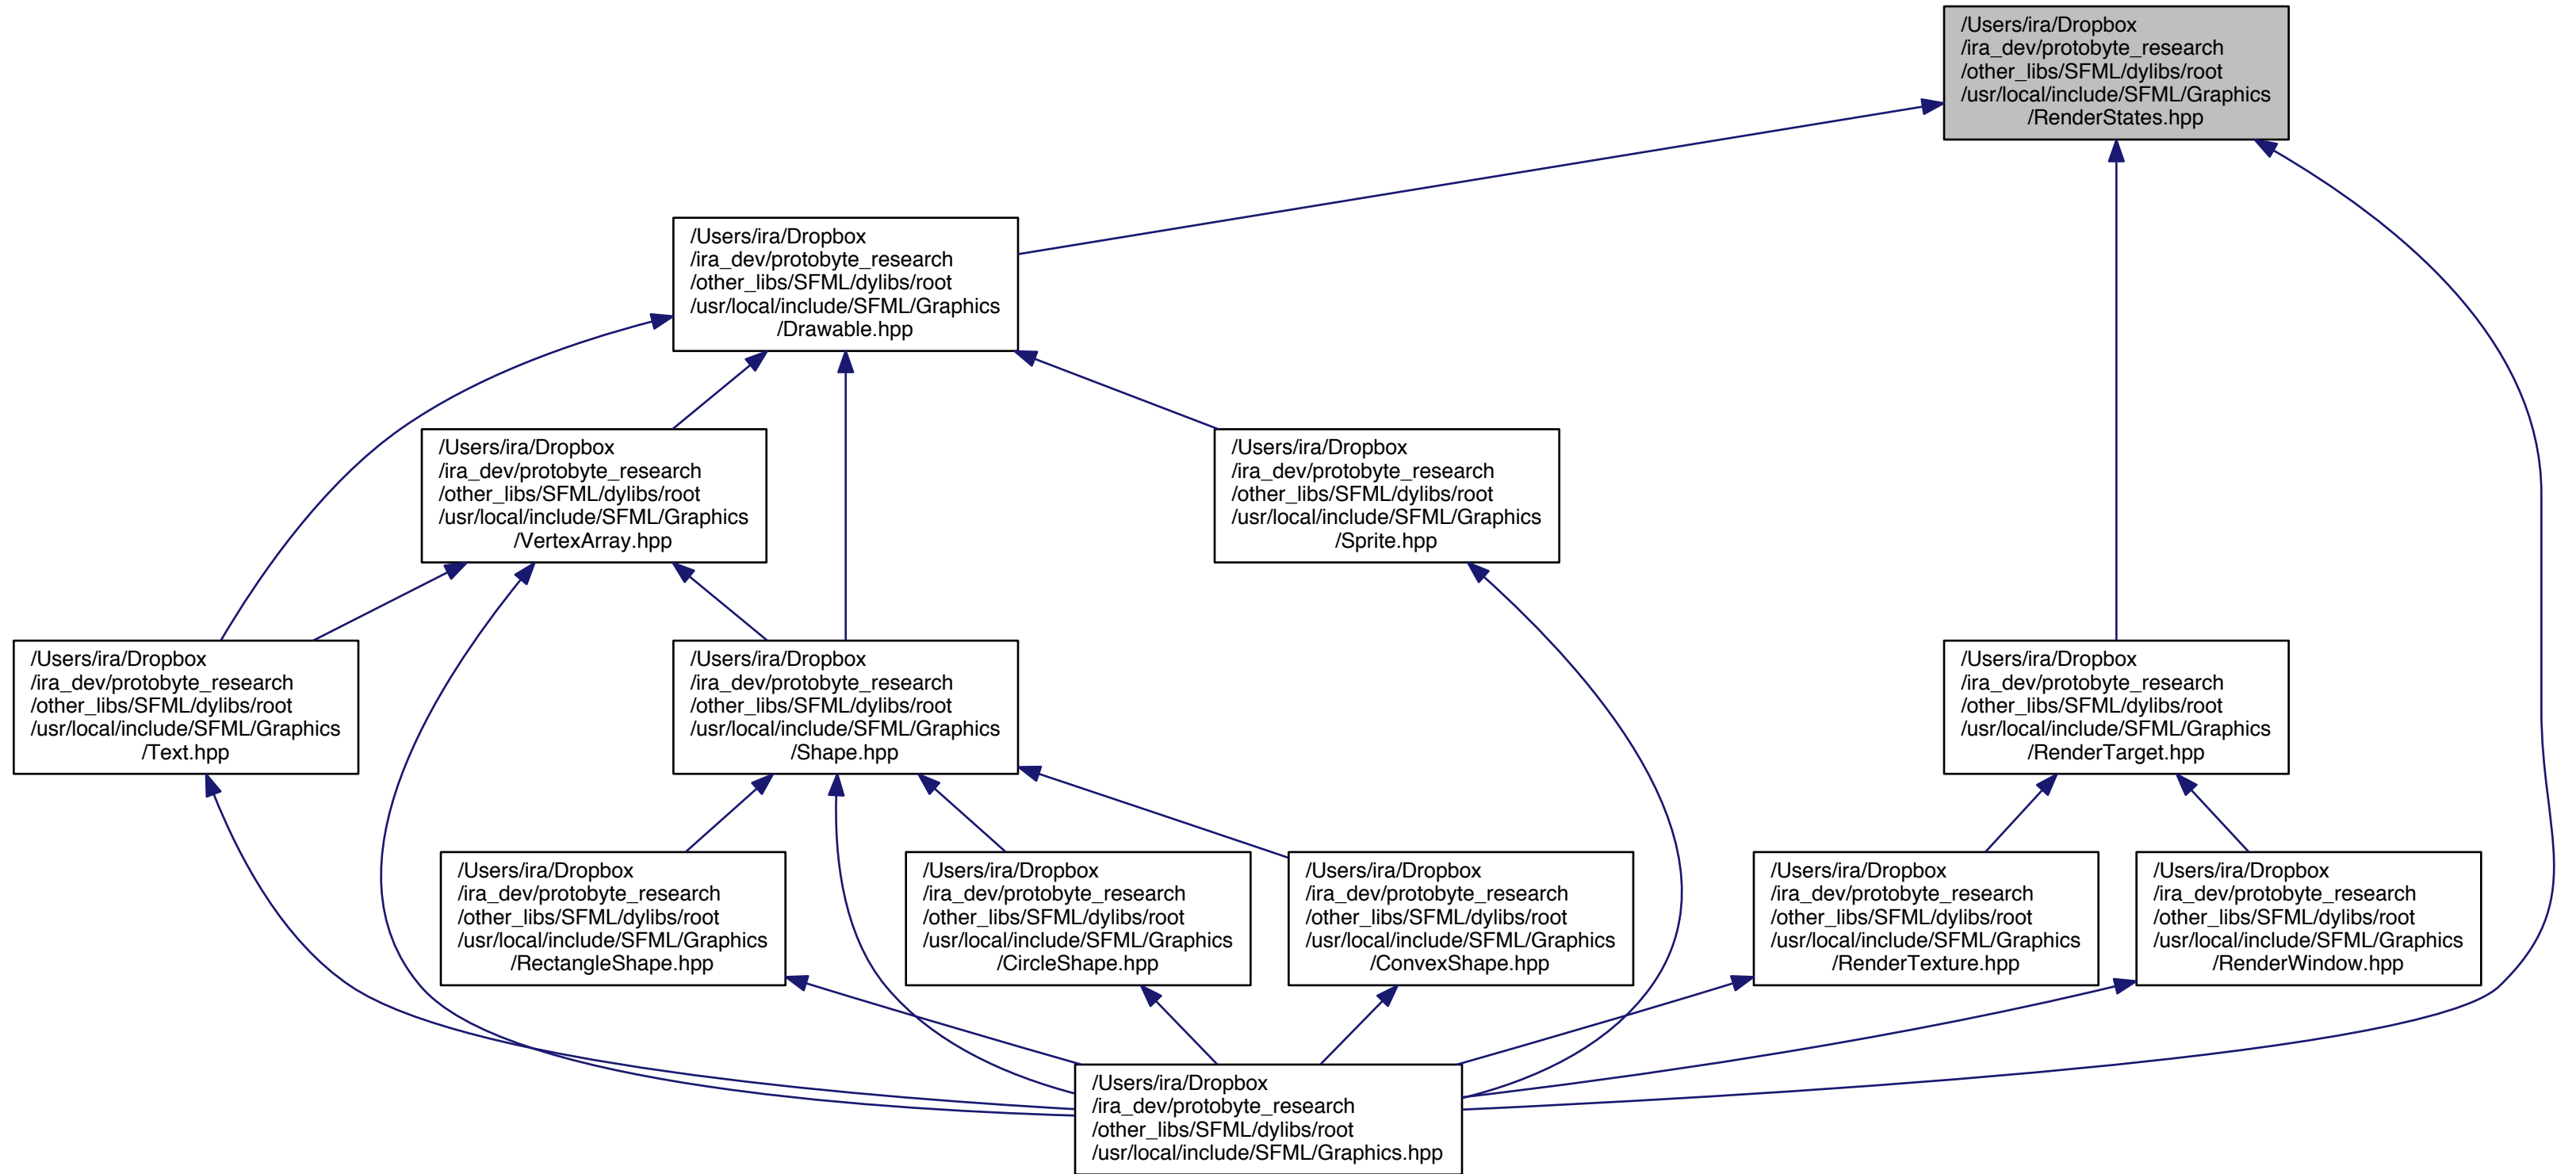 /Users/ira/Dropbox
/ira_dev/protobyte_research
/other_libs/SFML/dylibs/root
/usr/local/include/SFML/Graphics
/RenderStates.hpp
/Users/ira/Dropbox
/ira_dev/protobyte_research
/other_libs/SFML/dylibs/root
/usr/local/include/SFML/Graphics
/Drawable.hpp
/Users/ira/Dropbox
/ira_dev/protobyte_research
/other_libs/SFML/dylibs/root
/usr/local/include/SFML/Graphics
/VertexArray.hpp
/Users/ira/Dropbox
/ira_dev/protobyte_research
/other_libs/SFML/dylibs/root
/usr/local/include/SFML/Graphics
/Sprite.hpp
/Users/ira/Dropbox
/ira_dev/protobyte_research
/other_libs/SFML/dylibs/root
/usr/local/include/SFML/Graphics
/Text.hpp
/Users/ira/Dropbox
/ira_dev/protobyte_research
/other_libs/SFML/dylibs/root
/usr/local/include/SFML/Graphics
/Shape.hpp
/Users/ira/Dropbox
/ira_dev/protobyte_research
/other_libs/SFML/dylibs/root
/usr/local/include/SFML/Graphics
/RenderTarget.hpp
/Users/ira/Dropbox
/ira_dev/protobyte_research
/other_libs/SFML/dylibs/root
/usr/local/include/SFML/Graphics
/RectangleShape.hpp
/Users/ira/Dropbox
/ira_dev/protobyte_research
/other_libs/SFML/dylibs/root
/usr/local/include/SFML/Graphics
/CircleShape.hpp
/Users/ira/Dropbox
/ira_dev/protobyte_research
/other_libs/SFML/dylibs/root
/usr/local/include/SFML/Graphics
/ConvexShape.hpp
/Users/ira/Dropbox
/ira_dev/protobyte_research
/other_libs/SFML/dylibs/root
/usr/local/include/SFML/Graphics
/RenderTexture.hpp
/Users/ira/Dropbox
/ira_dev/protobyte_research
/other_libs/SFML/dylibs/root
/usr/local/include/SFML/Graphics
/RenderWindow.hpp
/Users/ira/Dropbox
/ira_dev/protobyte_research
/other_libs/SFML/dylibs/root
/usr/local/include/SFML/Graphics.hpp